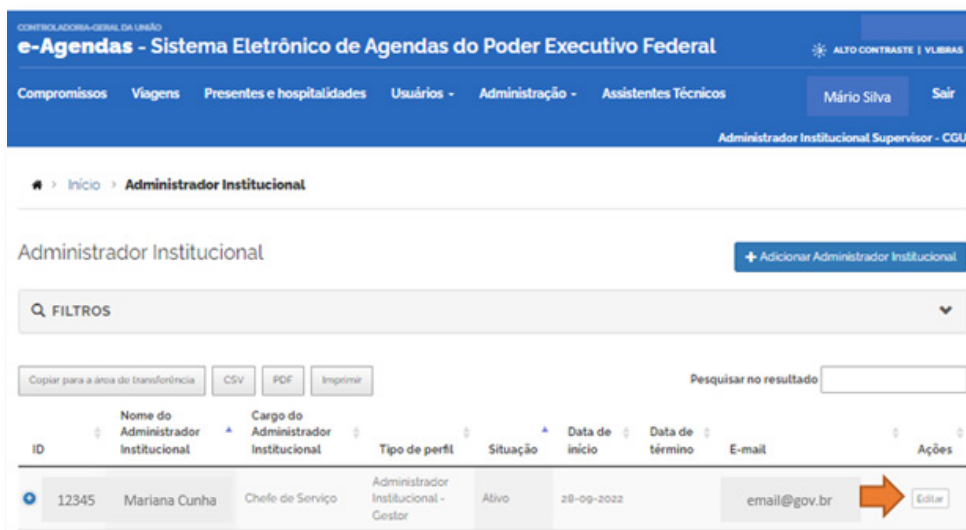 CONTROLADORIA-GERAL DA UNIÃO
e-Agendas - Sistema Eletrônico de Agendas do Poder Executivo Federal
ALTO CONTRASTE | VLIBRAS
Compromissos Viagens Presentes e hospitalidades Usuários Administração Assistentes Técnicos Mário Silva Sair
Administrador Institucional Supervisor - CGU
> Início > Administrador Institucional
Administrador Institucional
+ Adicionar Administrador Institucional
FILTROS
Copiar para a área de transferência CSV PDF Imprimir Pesquisar no resultado
ID Nome do Administrador Institucional Cargo do Administrador Institucional Tipo de perfil Situação Data de início Data de término E-mail Ações
12345 Mariana Cunha Chefe de Serviço Administrador Institucional - Gestor Ativo 28-09-2022 email@gov.br Editar